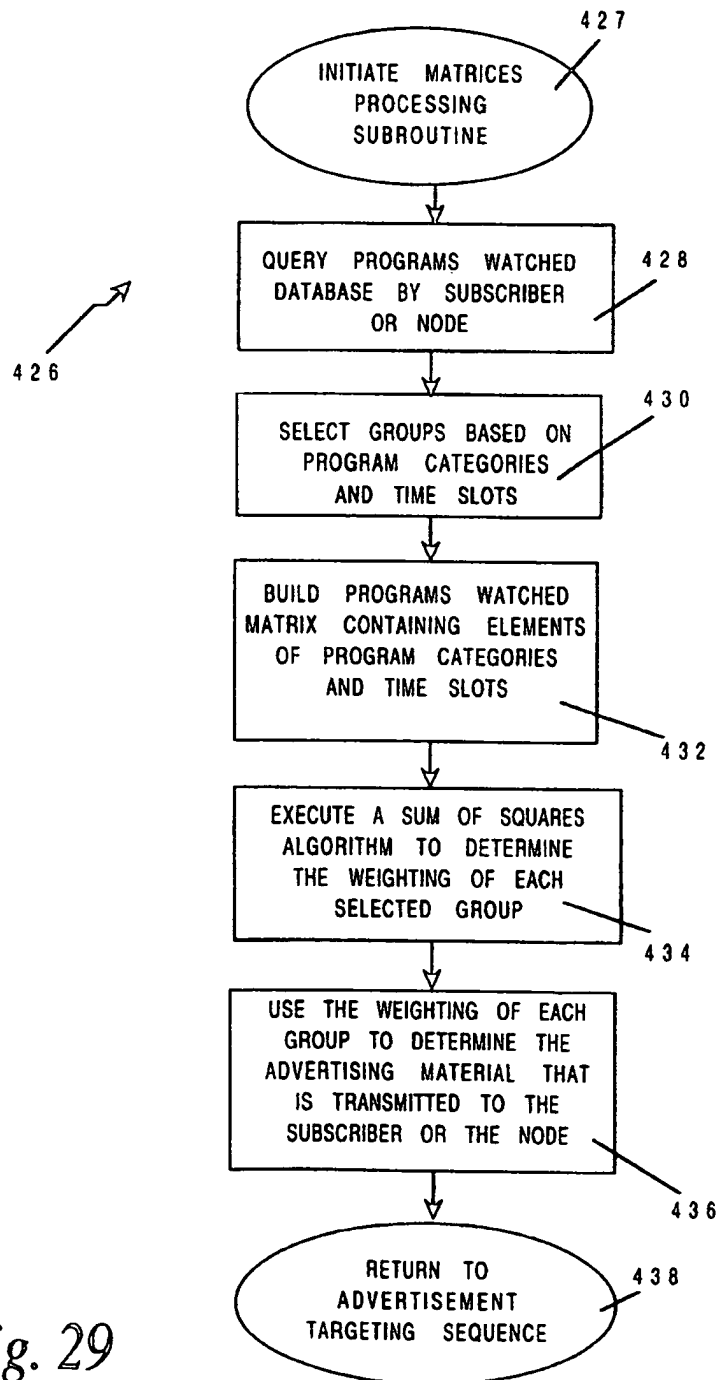 427
INITIATE MATRICES
PROCESSING
SUBROUTINE
QUERY PROGRAMS WATCHED
DATABASE BY SUBSCRIBER
OR NODE
428
426
430
SELECT GROUPS BASED ON
PROGRAM CATEGORIES
AND TIME SLOTS
BUILD PROGRAMS WATCHED
MATRIX CONTAINING ELEMENTS
OF PROGRAM CATEGORIES
AND TIME SLOTS
432
EXECUTE A SUM OF SQUARES
ALGORITHM TO DETERMINE
THE WEIGHTING OF EACH
SELECTED GROUP
434
USE THE WEIGHTING OF EACH
GROUP TO DETERMINE THE
ADVERTISING MATERIAL THAT
IS TRANSMITTED TO THE
SUBSCRIBER OR THE NODE
436
RETURN TO
ADVERTISEMENT
TARGETING SEQUENCE
438
g. 29